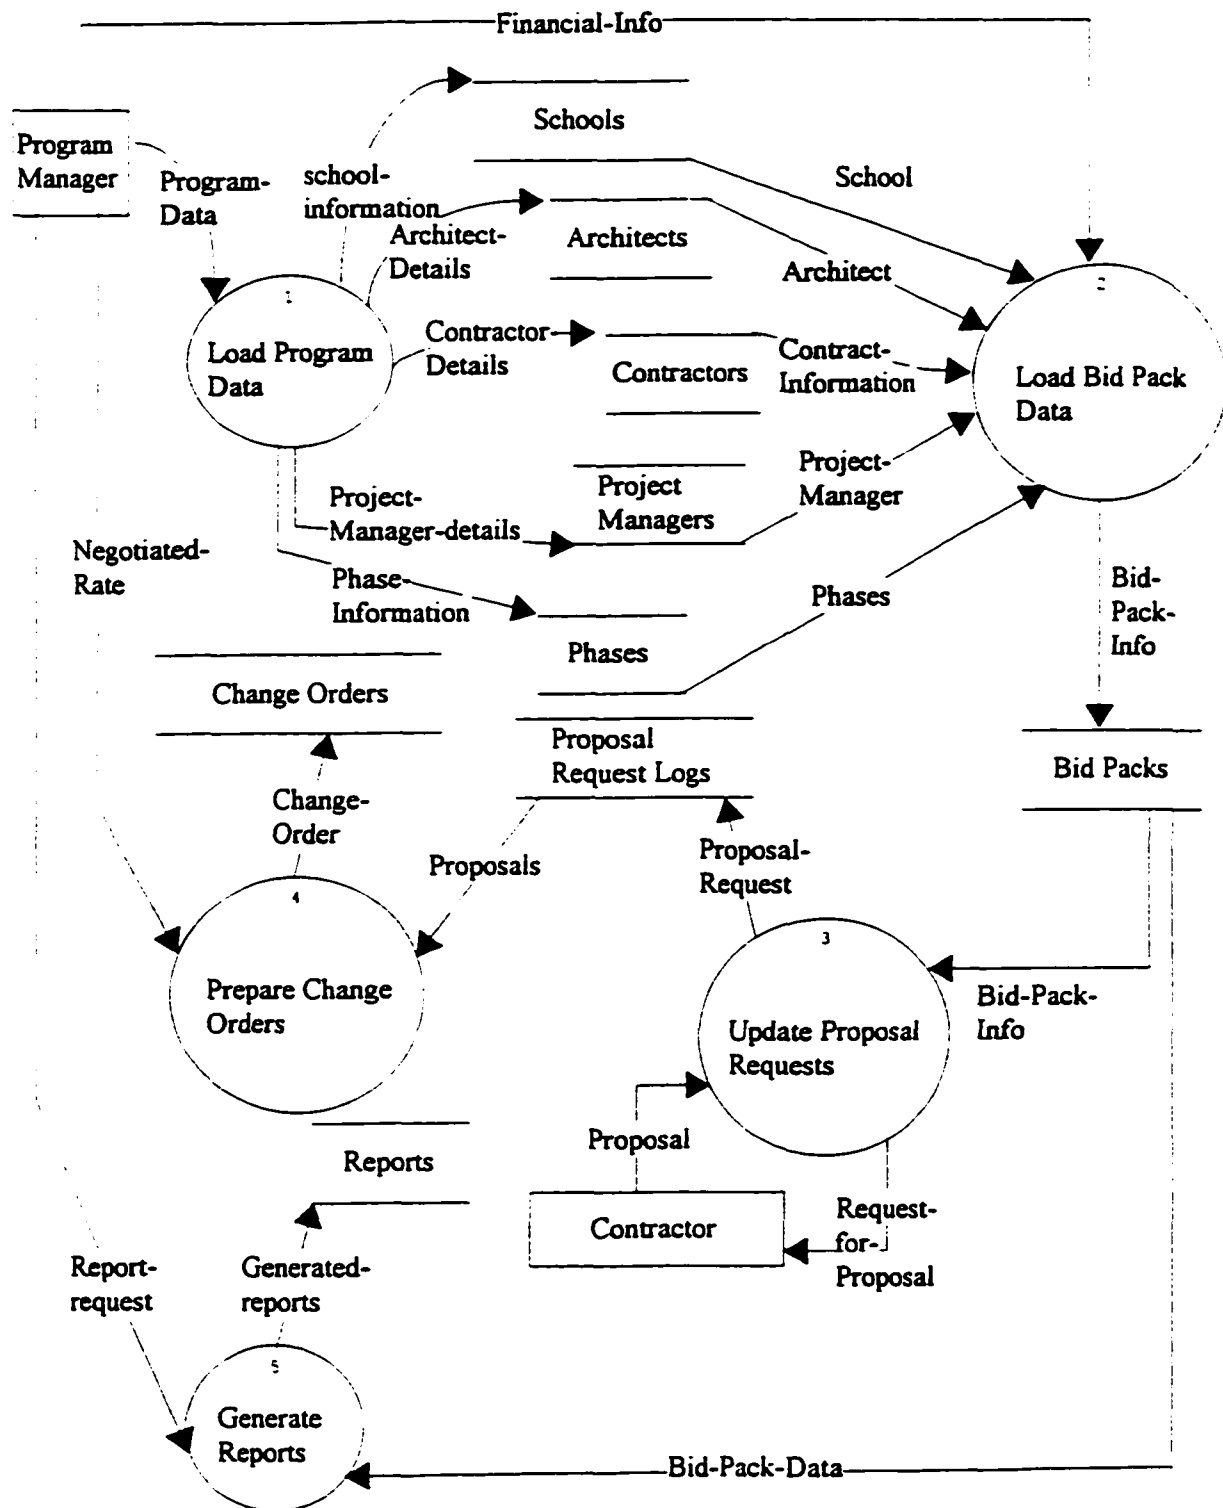 Financial-Info
Schools
Program
Manager
Program-
Data
school-
information
School
Architect-
Details
Architects
Architect
1
Load Program
Data
Contractor
Details
Contractors
Contract-
Information
2
Load Bid Pack
Data
Project-
Manager-details
Project
Managers
Project-
Manager
Negotiated-
Rate
Phase-
Information
Phases
Phases
Bid-
Pack-
Info
Change Orders
Proposal
Request Logs
Bid Packs
Change-
Order
Proposals
Proposal-
Request
4
Prepare Change
Orders
3
Update Proposal
Requests
Bid-Pack-
Info
Proposal
Reports
Contractor
Request-
for-
Proposal
Report-
request
Generated-
reports
5
Generate
Reports
Bid-Pack-Data